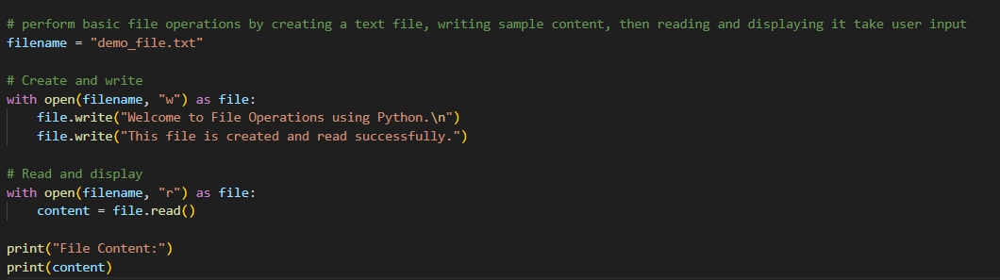 # perform basic file operations by creating a text file, writing sample content, then reading and displaying it take user input
filename = "demo_file.txt"

# Create and write
with open(filename, "w") as file:
    file.write("Welcome to File Operations using Python.\n")
    file.write("This file is created and read successfully.")

# Read and display
with open(filename, "r") as file:
    content = file.read()

print("File Content:")
print(content)